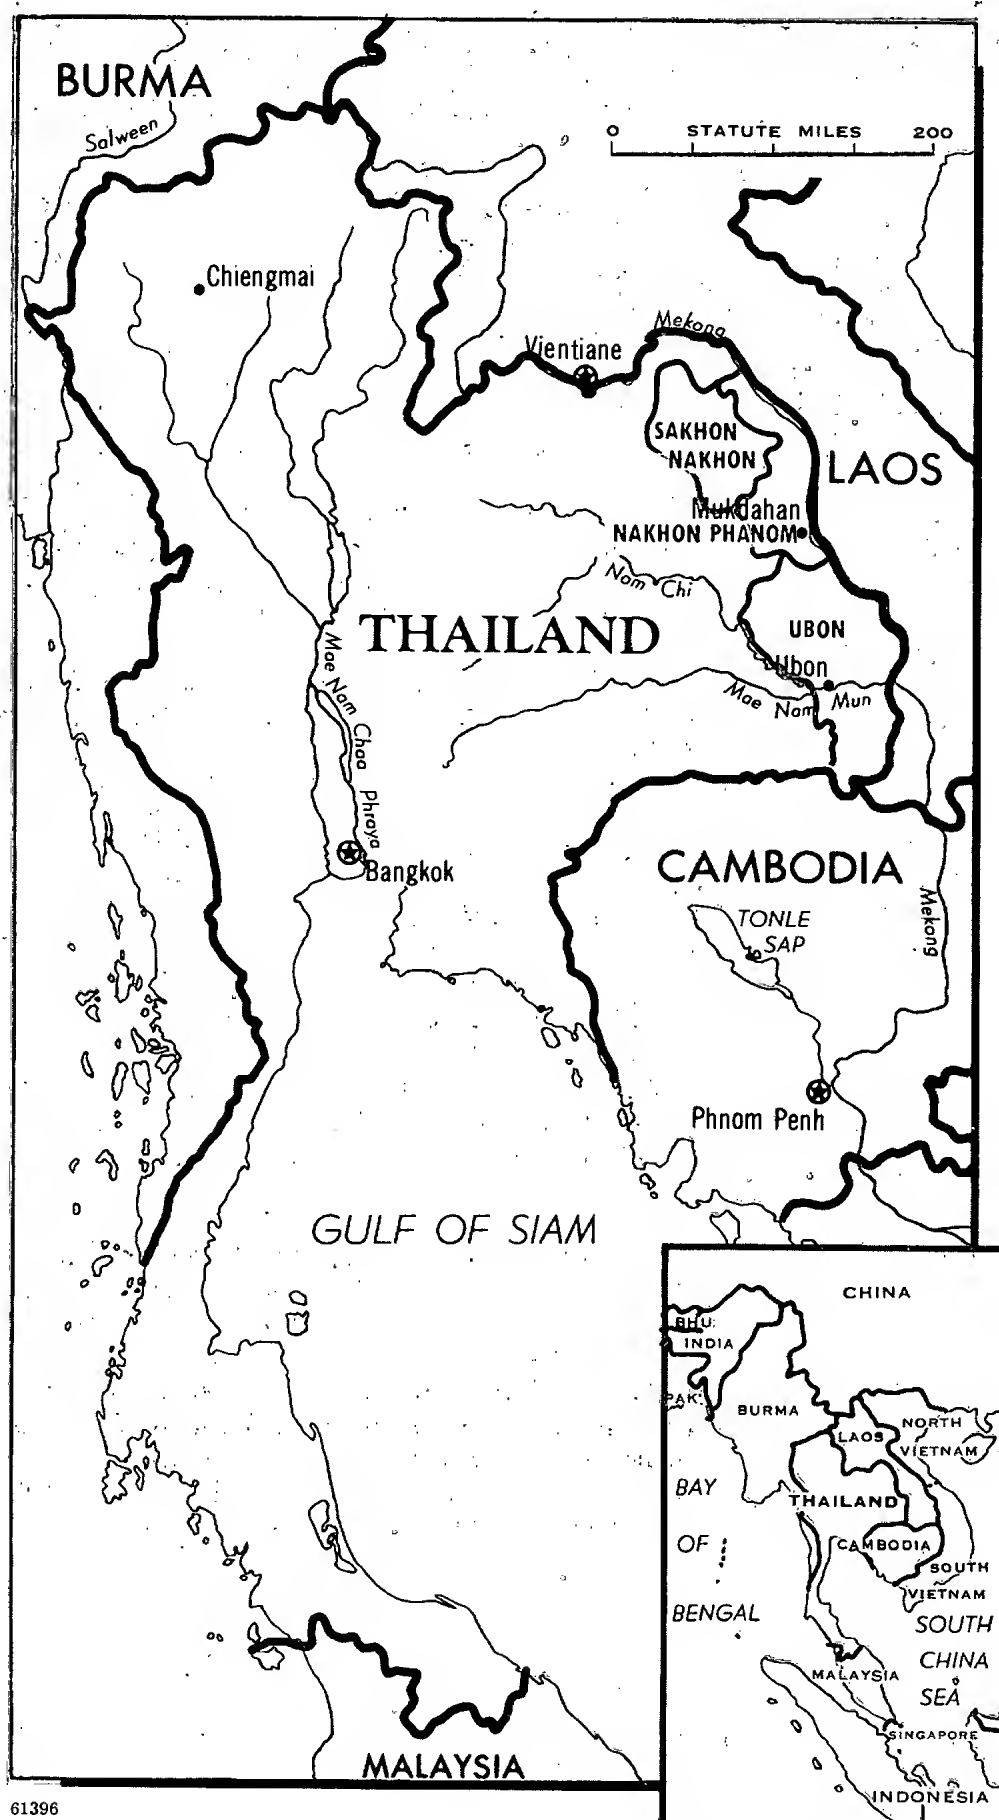 BURMA
Salween
0 STATUTE MILES 200
Chiengmai
Mekong
Vientiane
SAKHON
NAKHON
LAOS
Mukdahan
NAKHON PHANOM
Nam Chi
THAILAND
UBON
Ubon
Mae Nam Mun
Mae Nam Chao Phraya
Bangkok
CAMBODIA
TONLE
SAP
Mekong
Phnom Penh
GULF OF SIAM
MALAYSIA
61396
CHINA
BHU.
INDIA
PAK.
BURMA
NORTH
VIETNAM
LAOS
BAY
OF
BENGAL
THAILAND
CAMBODIA
SOUTH
VIETNAM
SOUTH
CHINA
SEA
MALAYSIA
SINGAPORE
INDONESIA